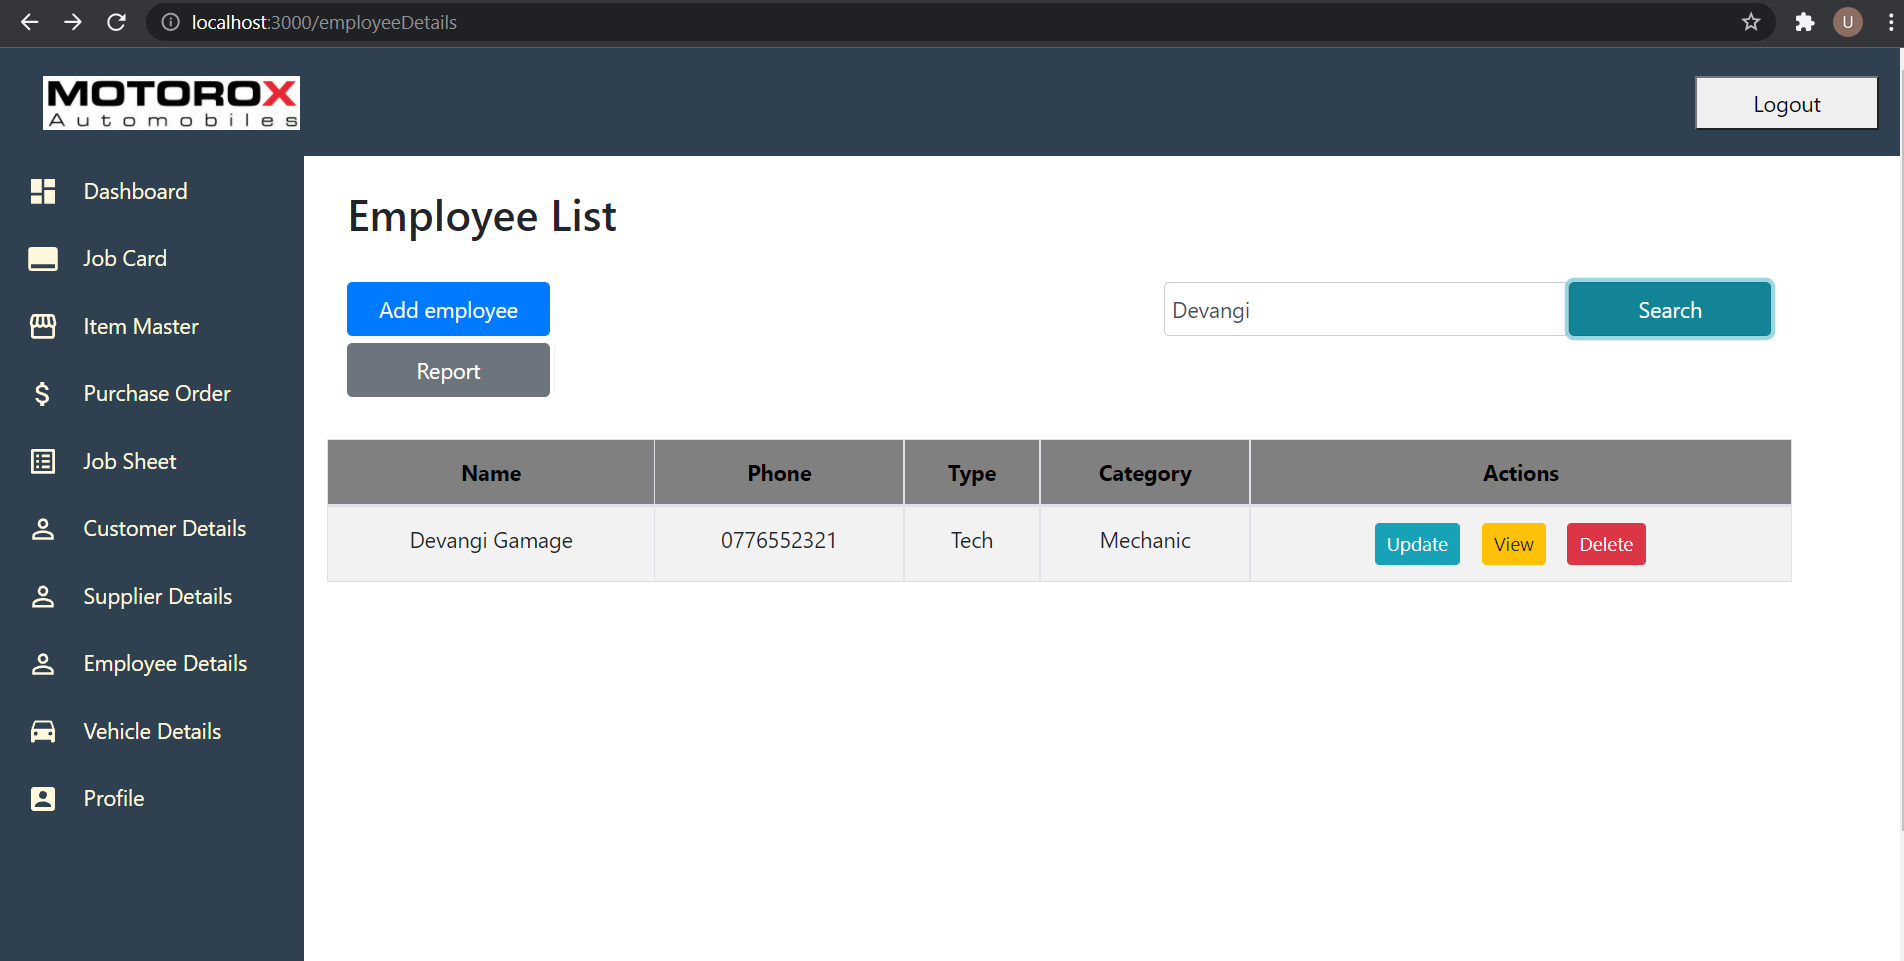 localhost:3000/employeeDetails
U
MOTOROX
Automobiles
Logout
Dashboard
Job Card
Item Master
Purchase Order
Job Sheet
Customer Details
Supplier Details
Employee Details
Vehicle Details
Profile
Employee List
Add employee
Devangi Search
Report
Name Phone Type Category Actions
Devangi Gamage 0776552321 Tech Mechanic Update View Delete